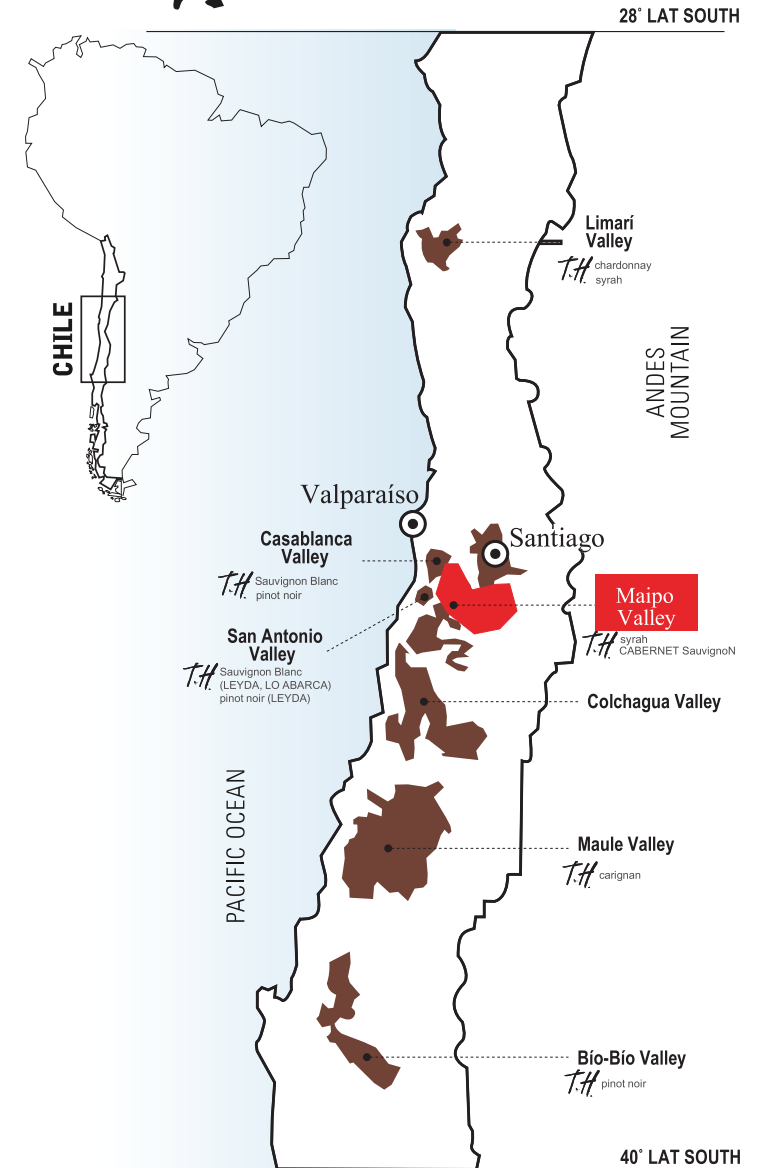 28° LAT SOUTH
Limarí
Valley
T.H. chardonnay
syrah
CHILE
ANDES
MOUNTAIN
Valparaíso
Santiago
Casablanca
Valley
T.H. Sauvignon Blanc
pinot noir
Maipo
Valley
T.H. syrah
CABERNET SauvignoN
San Antonio
Valley
T.H. Sauvignon Blanc
(LEYDA, LO ABARCA)
pinot noir (LEYDA)
Colchagua Valley
PACIFIC OCEAN
Maule Valley
T.H. carignan
Bío-Bío Valley
T.H. pinot noir
40° LAT SOUTH